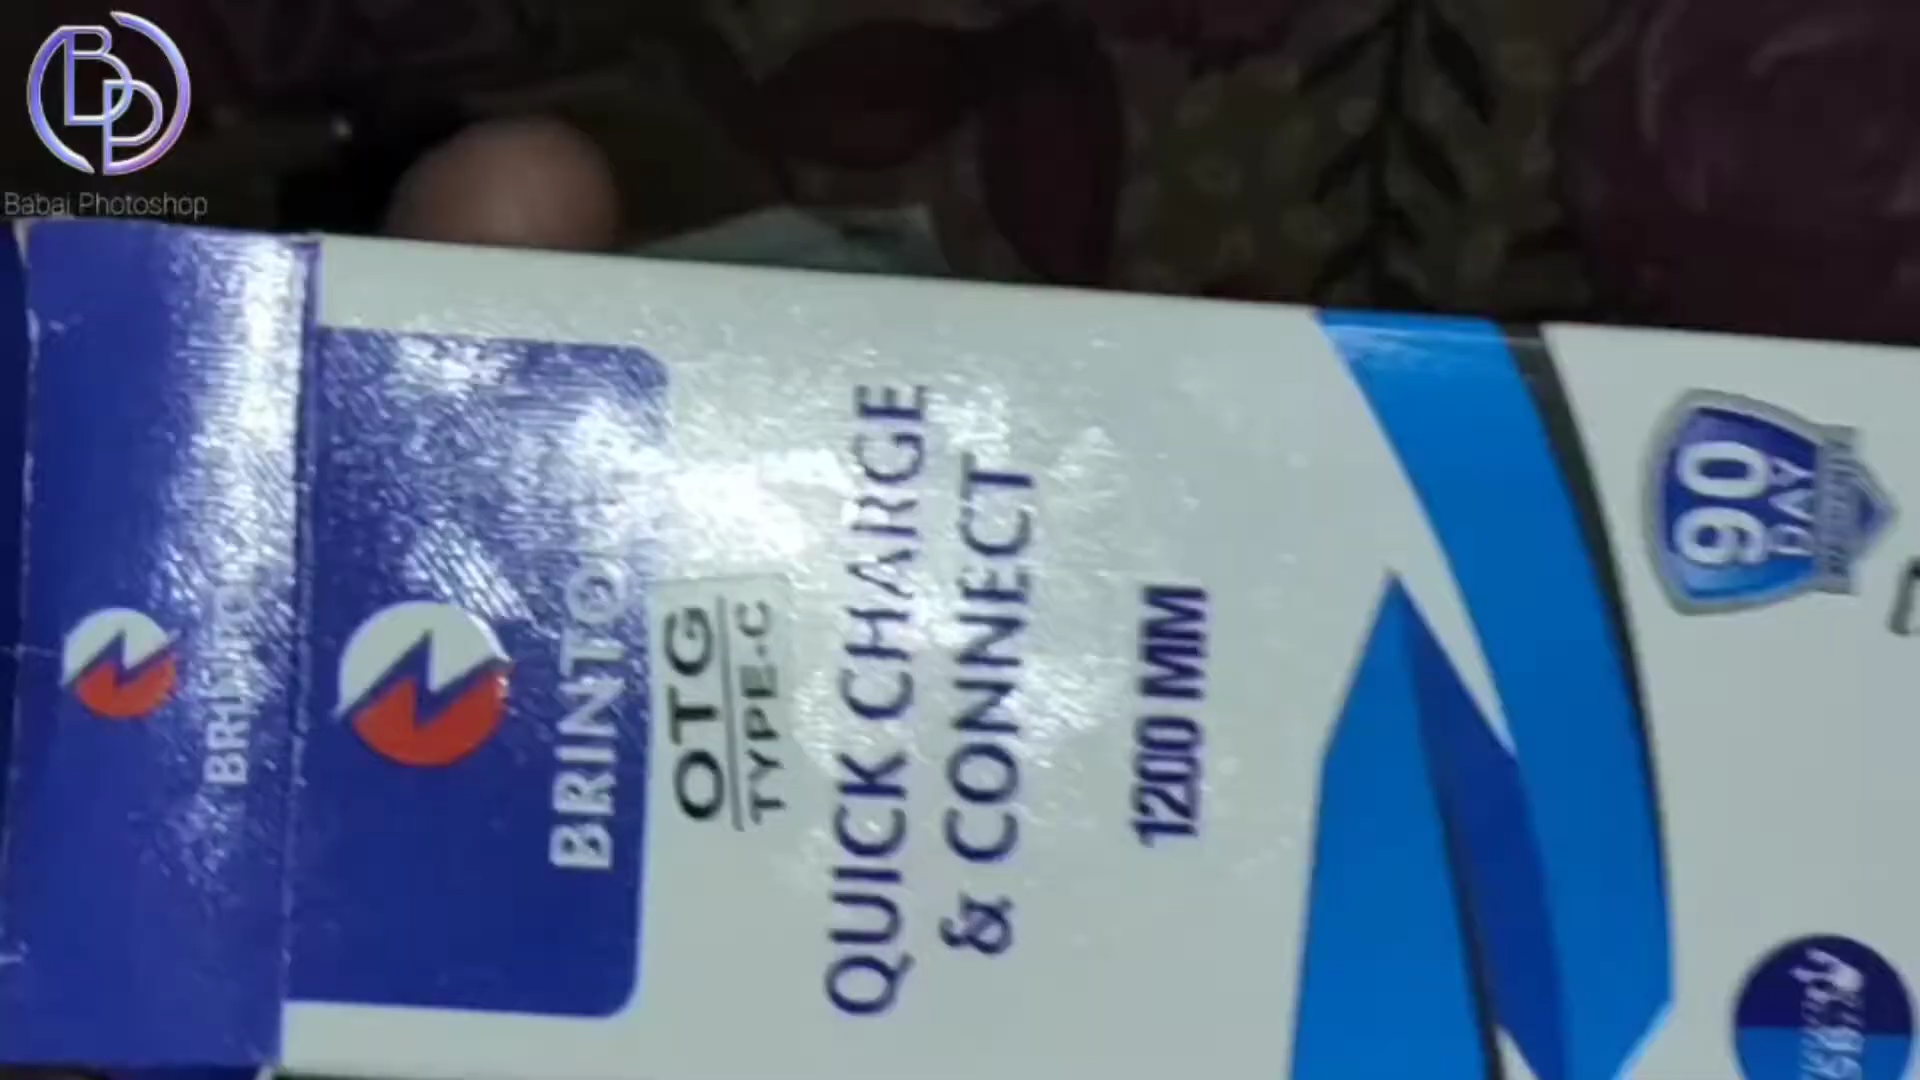 Babai Photoshop
BRINTO
BRINTO
OTG
TYPE-C
QUICK CHARGE
& CONNECT
1200 MM
90
DAY